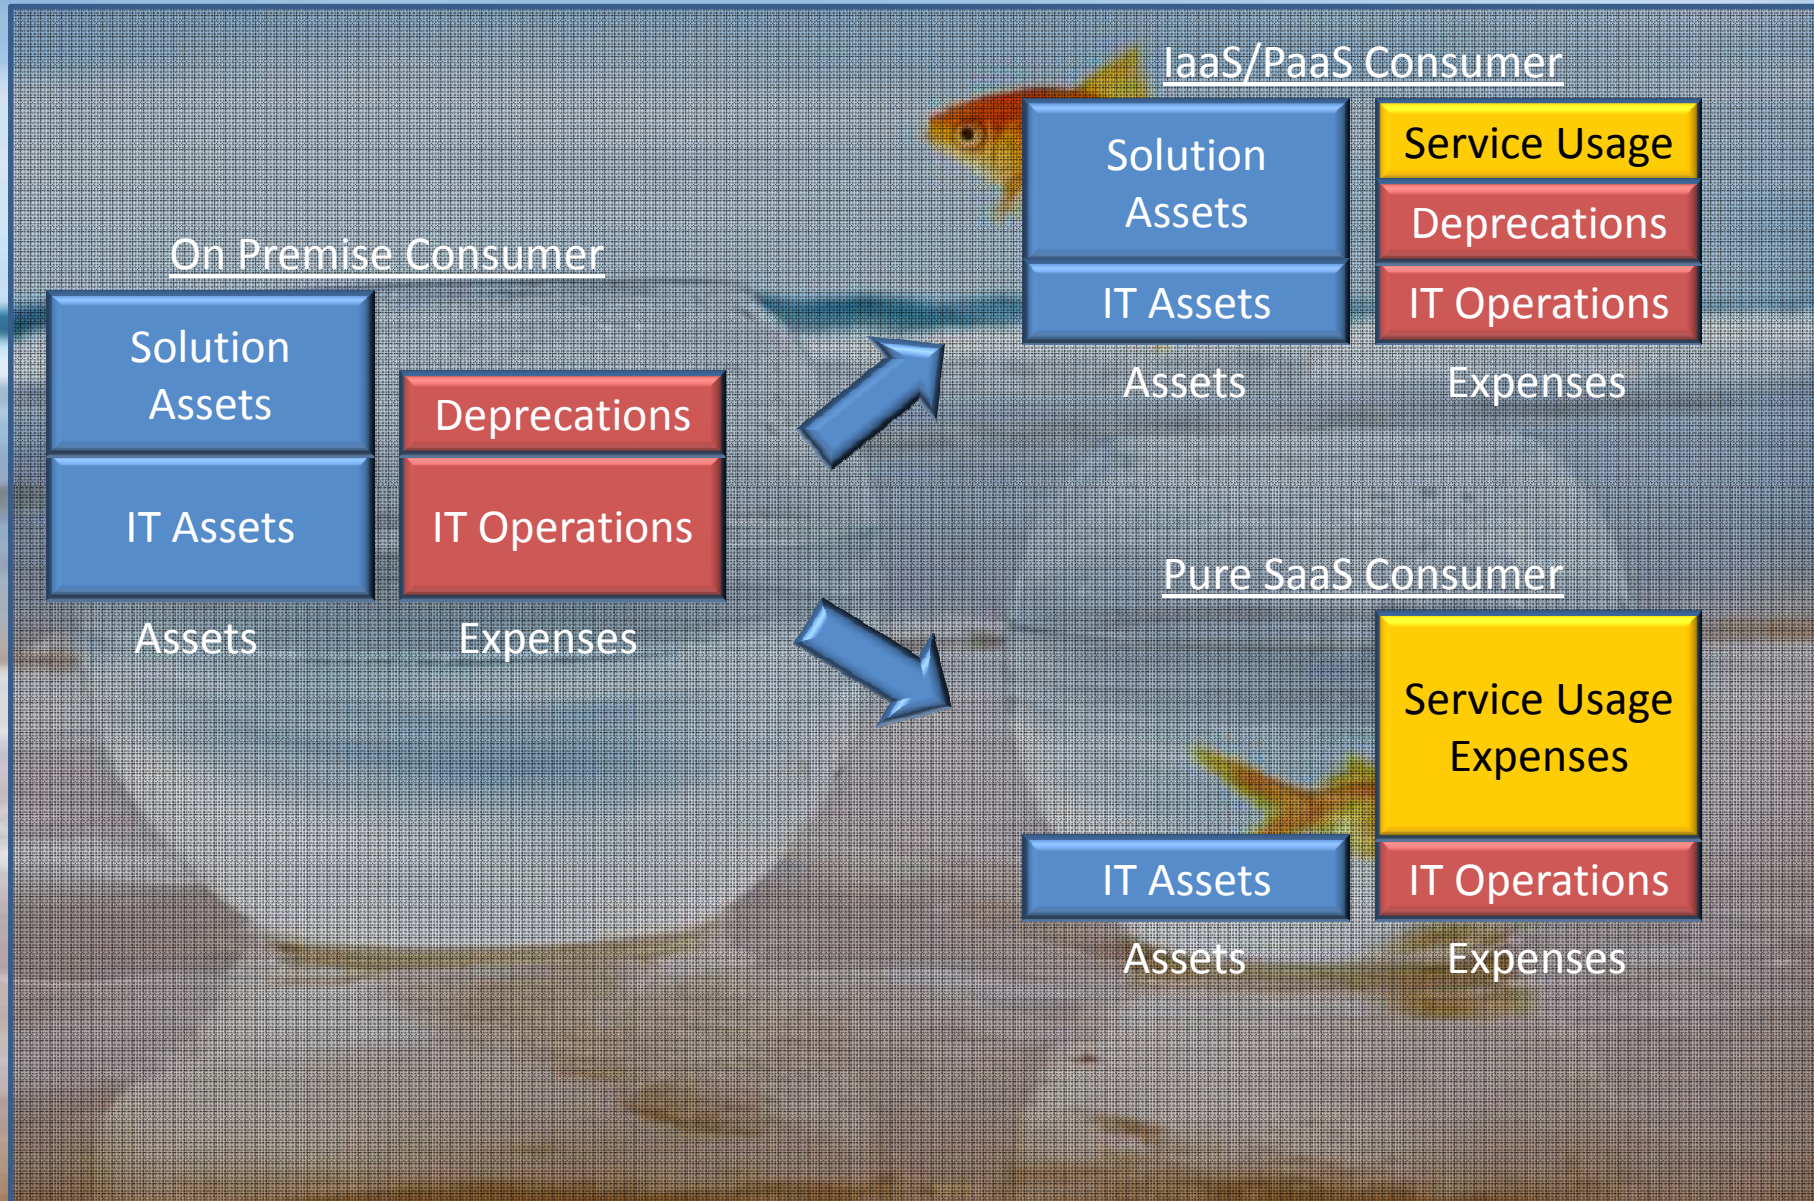 On Premise Consumer
Solution
Assets
IT Assets
Deprecations
IT Operations
Assets
Expenses
IaaS/PaaS Consumer
Solution
Assets
IT Assets
Service Usage
Deprecations
IT Operations
Assets
Expenses
Pure SaaS Consumer
IT Assets
Service Usage
Expenses
IT Operations
Assets
Expenses